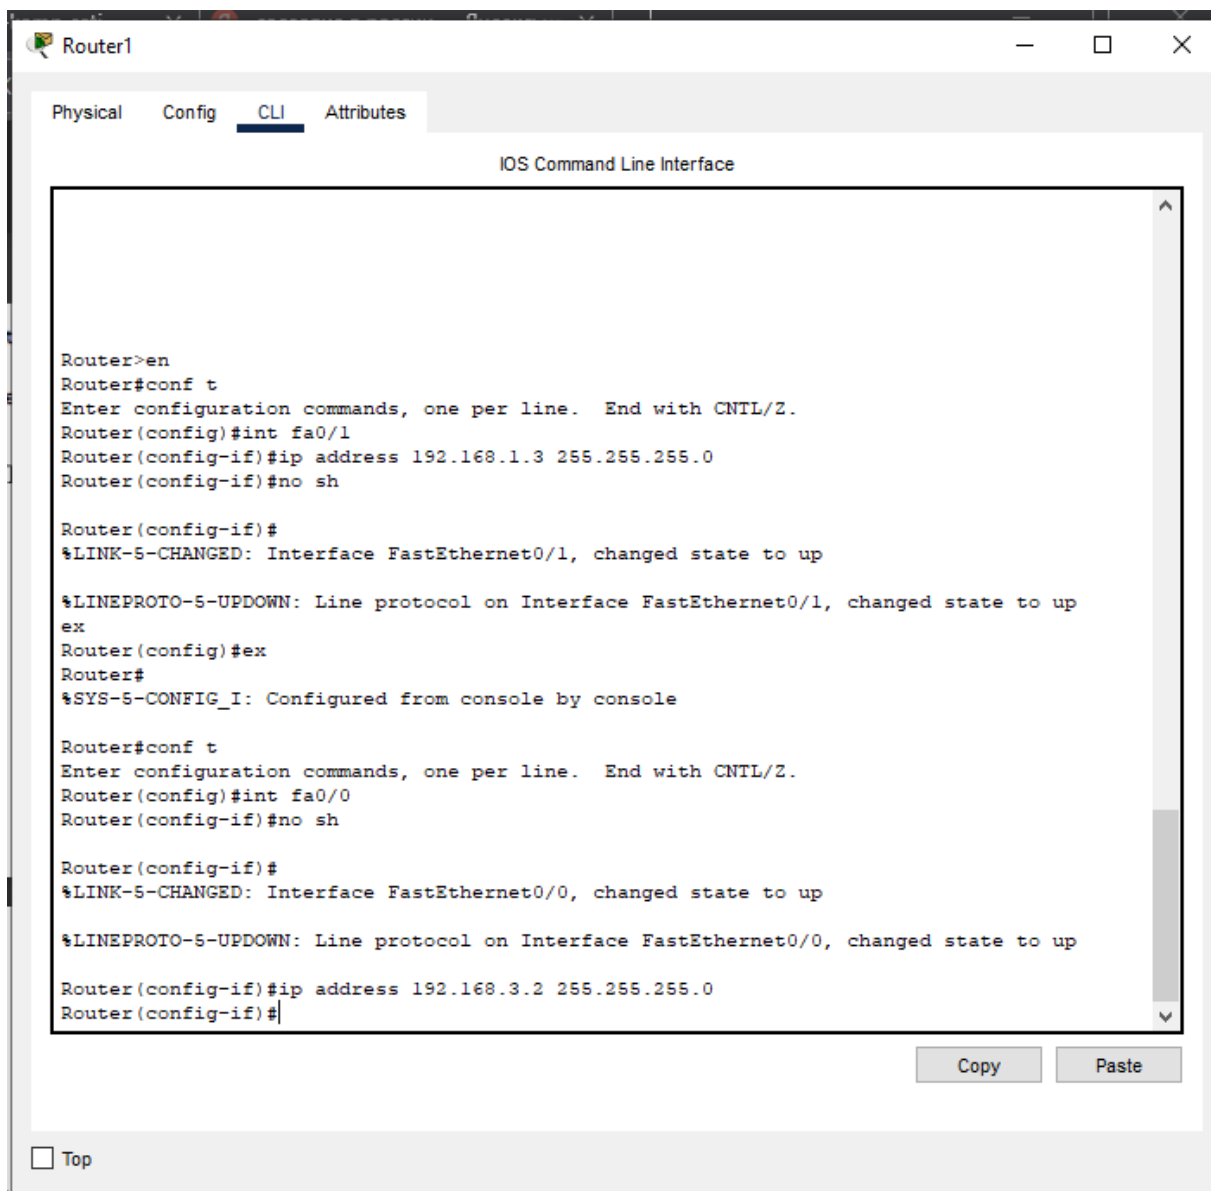 Router1
Physical Config CLI Attributes
IOS Command Line Interface
Router>en
Router#conf t
Enter configuration commands, one per line.  End with CNTL/Z.
Router(config)#int fa0/1
Router(config-if)#ip address 192.168.1.3 255.255.255.0
Router(config-if)#no sh
Router(config-if)#
%LINK-5-CHANGED: Interface FastEthernet0/1, changed state to up
%LINEPROTO-5-UPDOWN: Line protocol on Interface FastEthernet0/1, changed state to up
ex
Router(config)#ex
Router#
%SYS-5-CONFIG_I: Configured from console by console
Router#conf t
Enter configuration commands, one per line.  End with CNTL/Z.
Router(config)#int fa0/0
Router(config-if)#no sh
Router(config-if)#
%LINK-5-CHANGED: Interface FastEthernet0/0, changed state to up
%LINEPROTO-5-UPDOWN: Line protocol on Interface FastEthernet0/0, changed state to up
Router(config-if)#ip address 192.168.3.2 255.255.255.0
Router(config-if)#
Copy Paste
Top